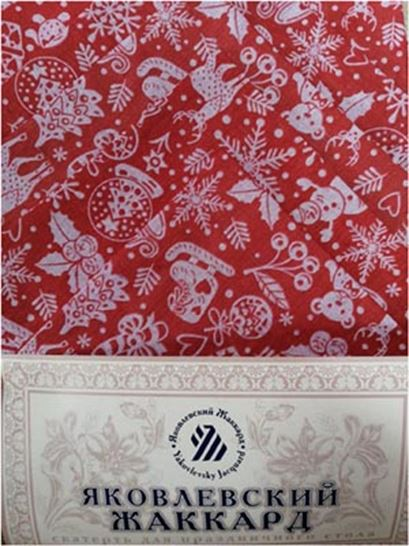 • Яковлевский Жаккард •
Yakovlevsky Jacquard
ЯКОВЛЕВСКИЙ
ЖАККАРД
скатерть для праздничного стола